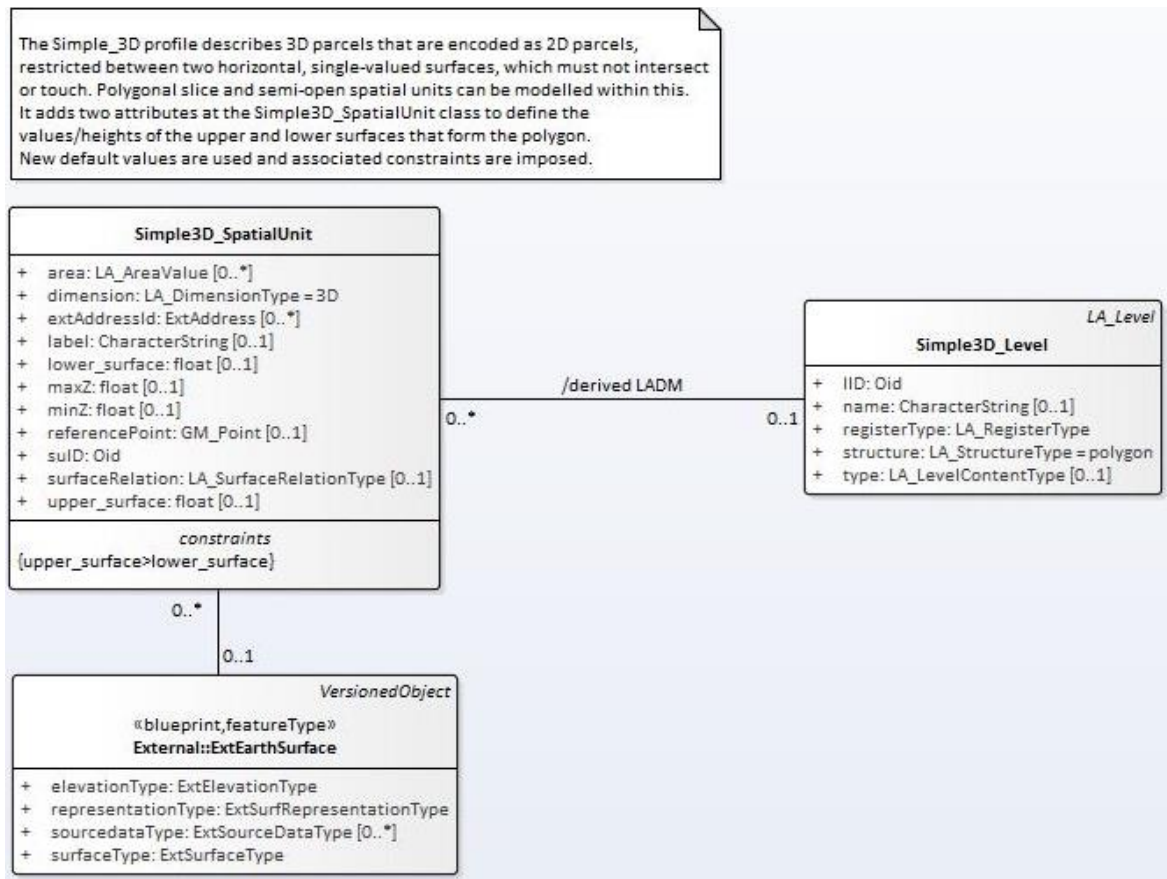 The Simple_3D profile describes 3D parcels that are encoded as 2D parcels,
restricted between two horizontal, single-valued surfaces, which must not intersect
or touch. Polygonal slice and semi-open spatial units can be modelled within this.
It adds two attributes at the Simple3D_SpatialUnit class to define the
values/heights of the upper and lower surfaces that form the polygon.
New default values are used and associated constraints are imposed.
Simple3D_SpatialUnit
+ area: LA_AreaValue [0..*]
+ dimension: LA_DimensionType = 3D
+ extAddressId: ExtAddress [0..*]
+ label: CharacterString [0..1]
+ lower_surface: float [0..1]
+ maxZ: float [0..1]
+ minZ: float [0..1]
+ referencePoint: GM_Point [0..1]
+ suID: Oid
+ surfaceRelation: LA_SurfaceRelationType [0..1]
+ upper_surface: float [0..1]
constraints
{upper_surface>lower_surface}
/derived LADM
0..*
0..1
LA_Level
Simple3D_Level
+ lID: Oid
+ name: CharacterString [0..1]
+ registerType: LA_RegisterType
+ structure: LA_StructureType = polygon
+ type: LA_LevelContentType [0..1]
0..*
0..1
VersionedObject
«blueprint,featureType»
External::ExtEarthSurface
+ elevationType: ExtElevationType
+ representationType: ExtSurfRepresentationType
+ sourcedataType: ExtSourceDataType [0..*]
+ surfaceType: ExtSurfaceType